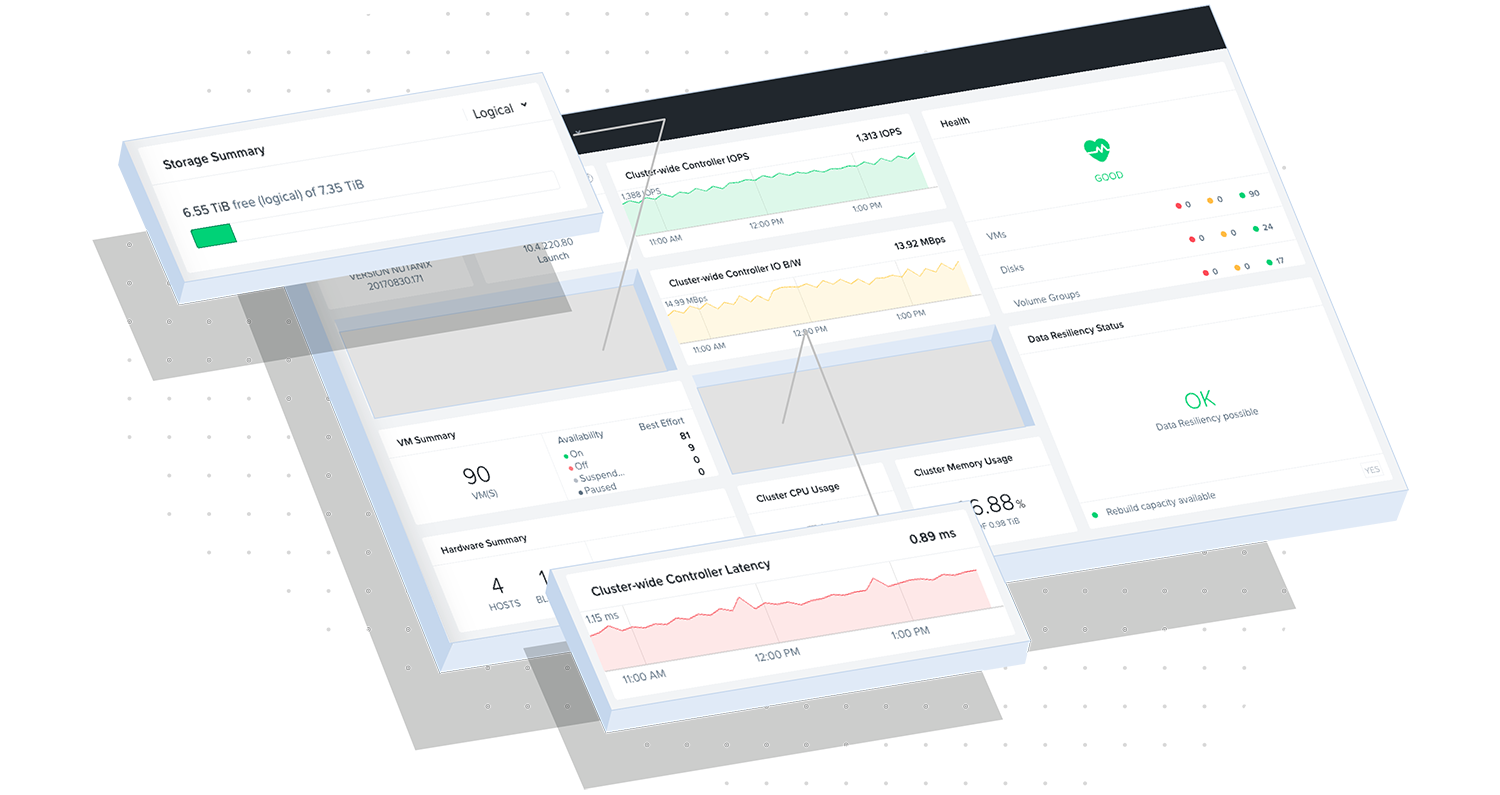 Storage Summary
Logical
6.55 TiB free (logical) of 7.35 TiB
VERSION NUTANIX
20170830.171
10.4.220.80
Launch
Cluster-wide Controller IOPS
1,313 IOPS
1,388 IOPS
11:00 AM
12:00 PM
1:00 PM
Cluster-wide Controller IO B/W
13.92 MBps
14.99 MBps
11:00 AM
12:00 PM
1:00 PM
Health
GOOD
VMs
0
0
90
Disks
0
0
24
Volume Groups
0
0
17
Data Resiliency Status
OK
Data Resiliency possible
Rebuild capacity available
YES
VM Summary
90
VM(S)
Availability
Best Effort
On
81
Off
9
Suspend...
0
Paused
0
Hardware Summary
4
HOSTS
Cluster CPU Usage
Cluster Memory Usage
6.88 %
0.98 TiB
Cluster-wide Controller Latency
0.89 ms
1.15 ms
11:00 AM
12:00 PM
1:00 PM